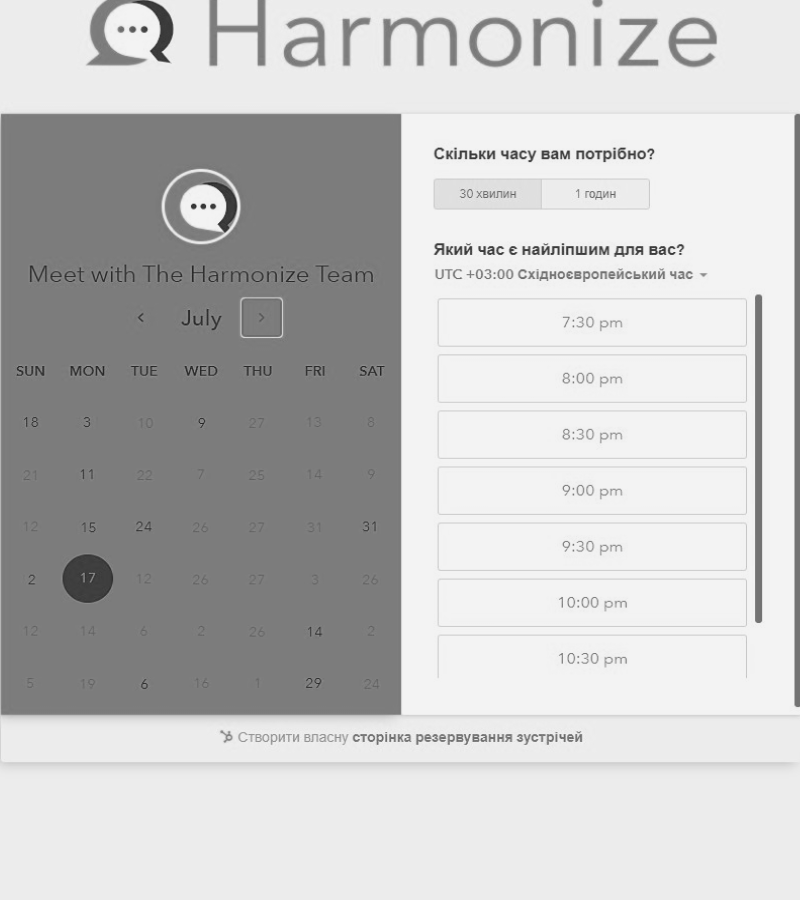 Harmonize
Meet with The Harmonize Team
July
SUN MON TUE WED THU FRI SAT
18 3 10 9 27 13 8
21 11 22 7 25 14 9
12 15 24 26 27 31 31
2 17 12 26 27 3 26
12 14 6 2 26 14 2
5 19 6 16 1 29 24
Скільки часу вам потрібно?
30 хвилин 1 годин
Який час є найліпшим для вас?
UTC +03:00 Східноєвропейський час
7:30 pm
8:00 pm
8:30 pm
9:00 pm
9:30 pm
10:00 pm
10:30 pm
Створити власну сторінка резервування зустрічей